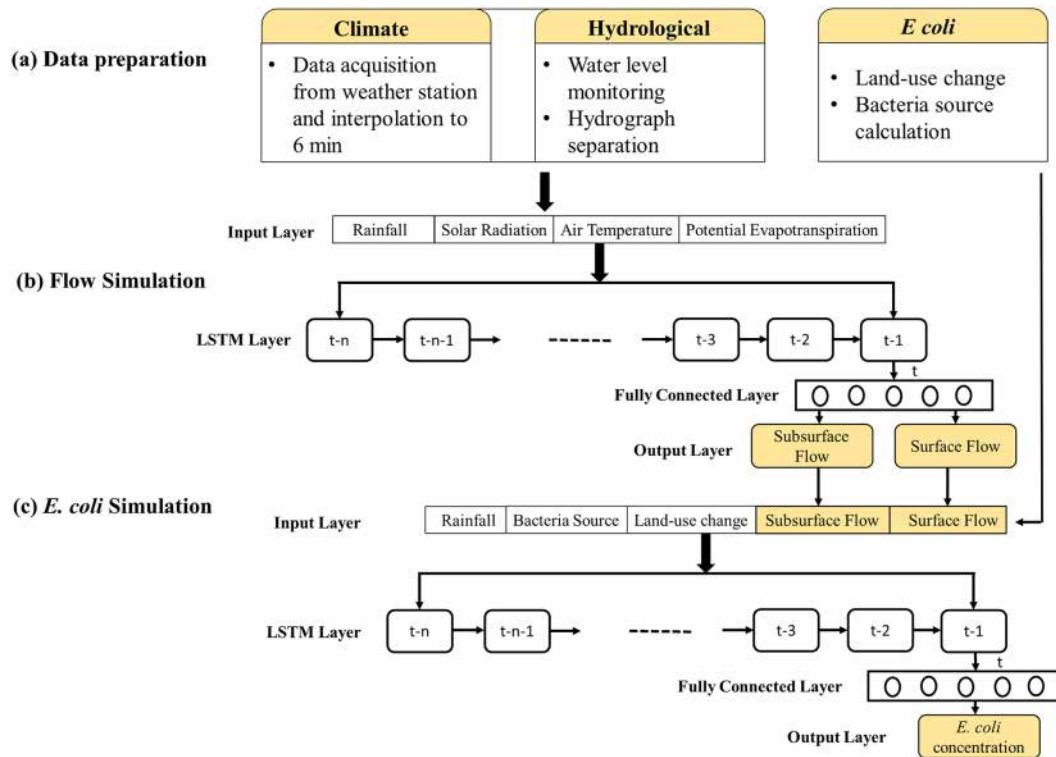 (a) Data preparation
Climate
• Data acquisition
from weather station
and interpolation to
6 min
Hydrological
• Water level
monitoring
• Hydrograph
separation
E coli
• Land-use change
• Bacteria source
calculation
Input Layer
Rainfall
Solar Radiation
Air Temperature
Potential Evapotranspiration
(b) Flow Simulation
LSTM Layer
t-n
t-n-1
t-3
t-2
t-1
t
Fully Connected Layer
Output Layer
Subsurface
Flow
Surface Flow
(c) E. coli Simulation
Input Layer
Rainfall
Bacteria Source
Land-use change
Subsurface Flow
Surface Flow
LSTM Layer
t-n
t-n-1
t-3
t-2
t-1
t
Fully Connected Layer
Output Layer
E. coli
concentration